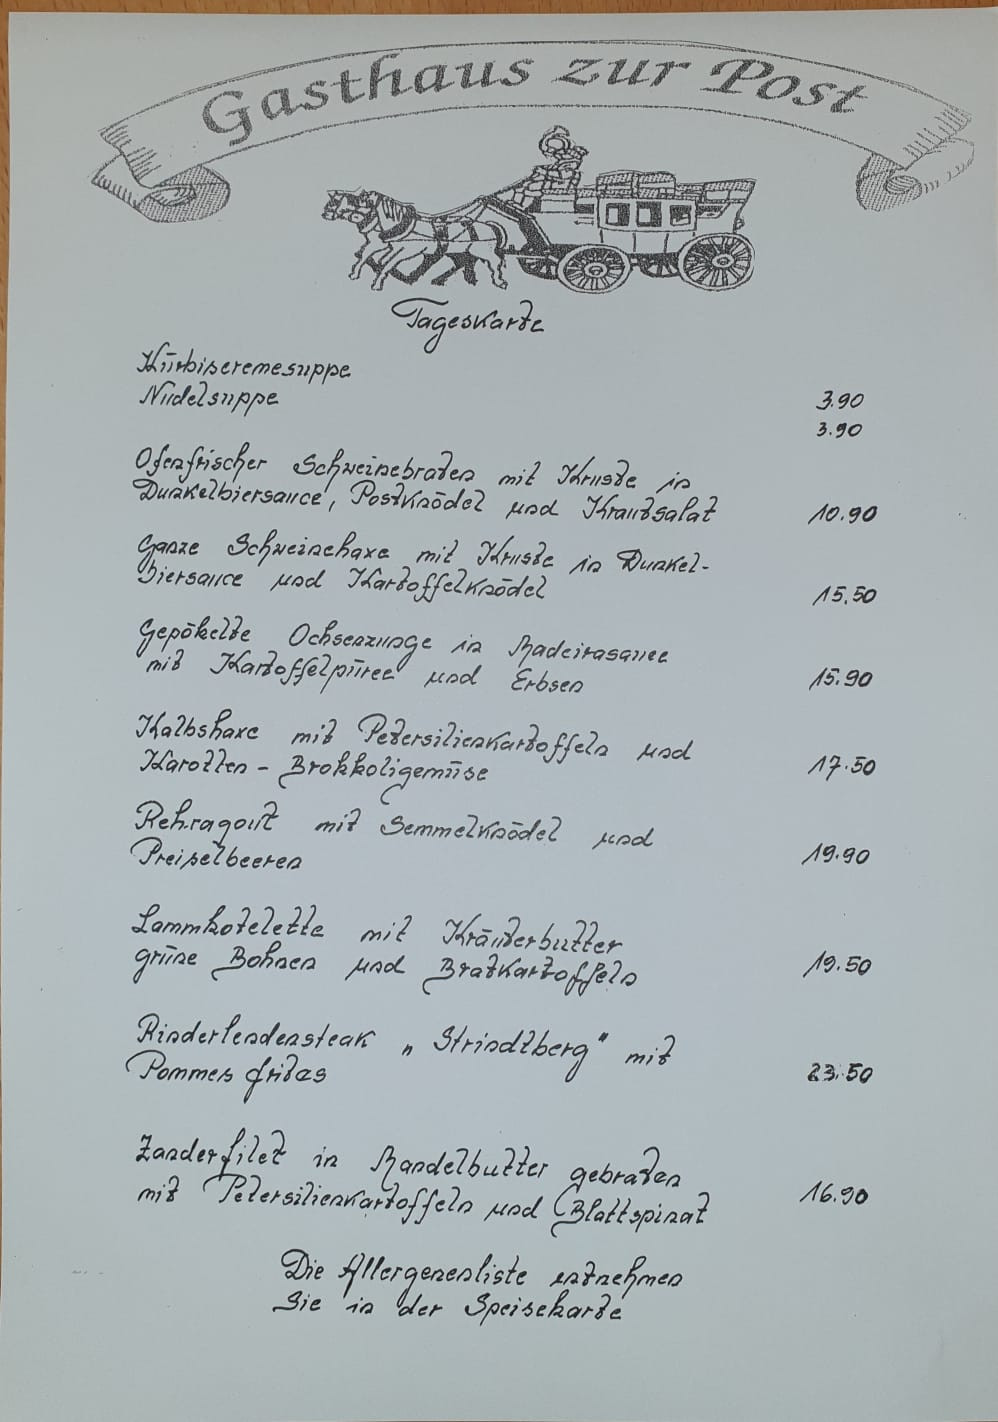 Gasthaus zur Post
Tageskarte
Kürbiscremesuppe 3.90
Nudelsuppe 3.90
Ofenfrischer Schweinebraten mit Kruste in
Dunkelbiersauce, Postknödel und Krautsalat 10.90
Ganze Schweinehaxe mit Kruste in Dunkel-
biersauce und Kartoffelknödel 15.50
Gepökelte Ochsenzunge in Madeirasauce
mit Kartoffelpüree und Erbsen 15.90
Kalbshaxe mit Petersilienkartoffeln und
Karotten - Brokkoligemüse 17.50
Rehragout mit Semmelknödel und
Preiselbeeren 19.90
Lammkotelette mit Kräuterbutter
grüne Bohnen und Bratkartoffeln 19.50
Rinderlendensteak „Strindtberg" mit
Pommes fritas 23.50
Zanderfilet in Mandelbutter gebraten
mit Petersilienkartoffeln und Blattspinat 16.90
Die Allergenenliste entnehmen
Sie in der Speisekarte